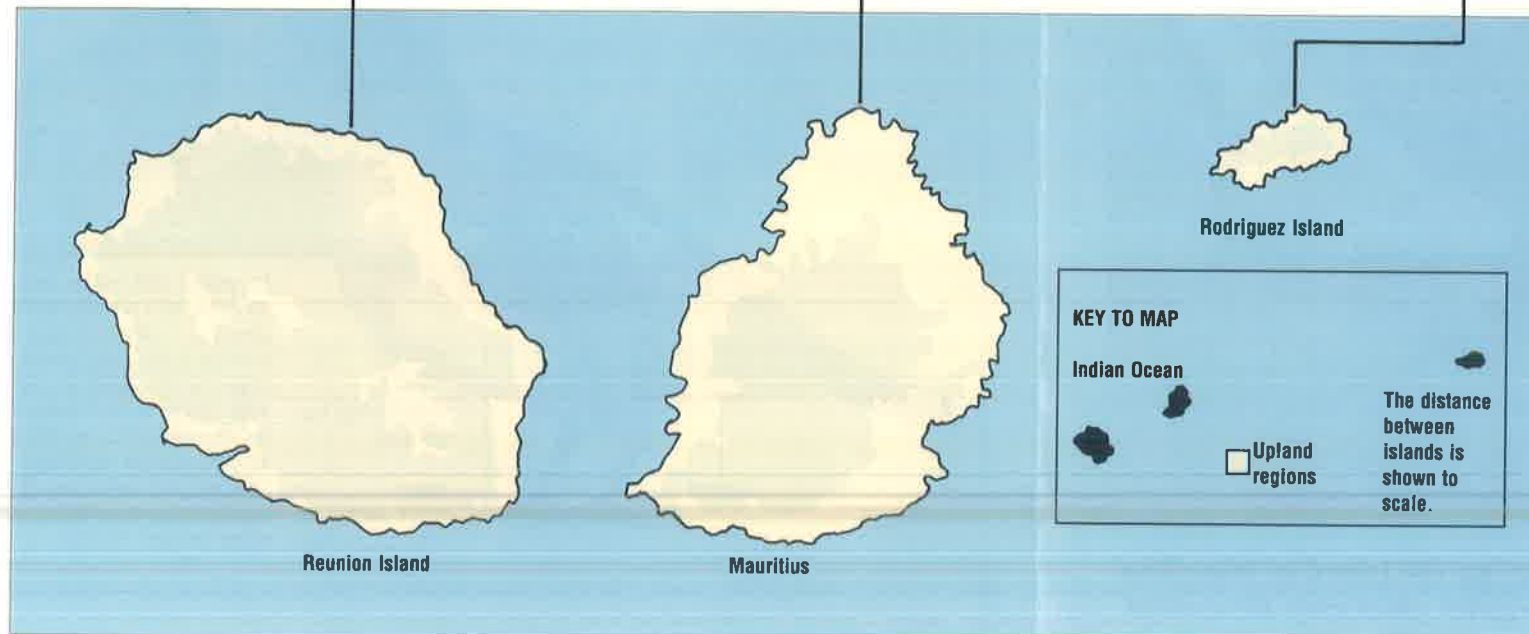 Rodriguez Island
KEY TO MAP
Indian Ocean
Upland
regions
The distance
between
islands is
shown to
scale.
Reunion Island
Mauritius